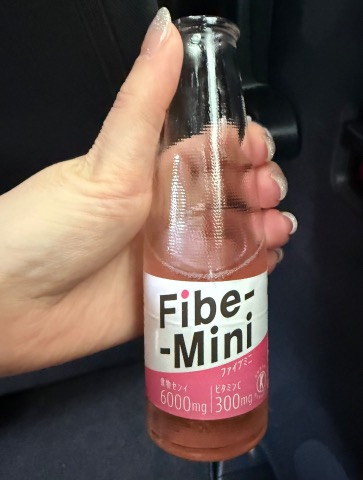 Fibe-
-Mini
ファイブミニ
食物センイ ビタミンC
6000mg 300mg